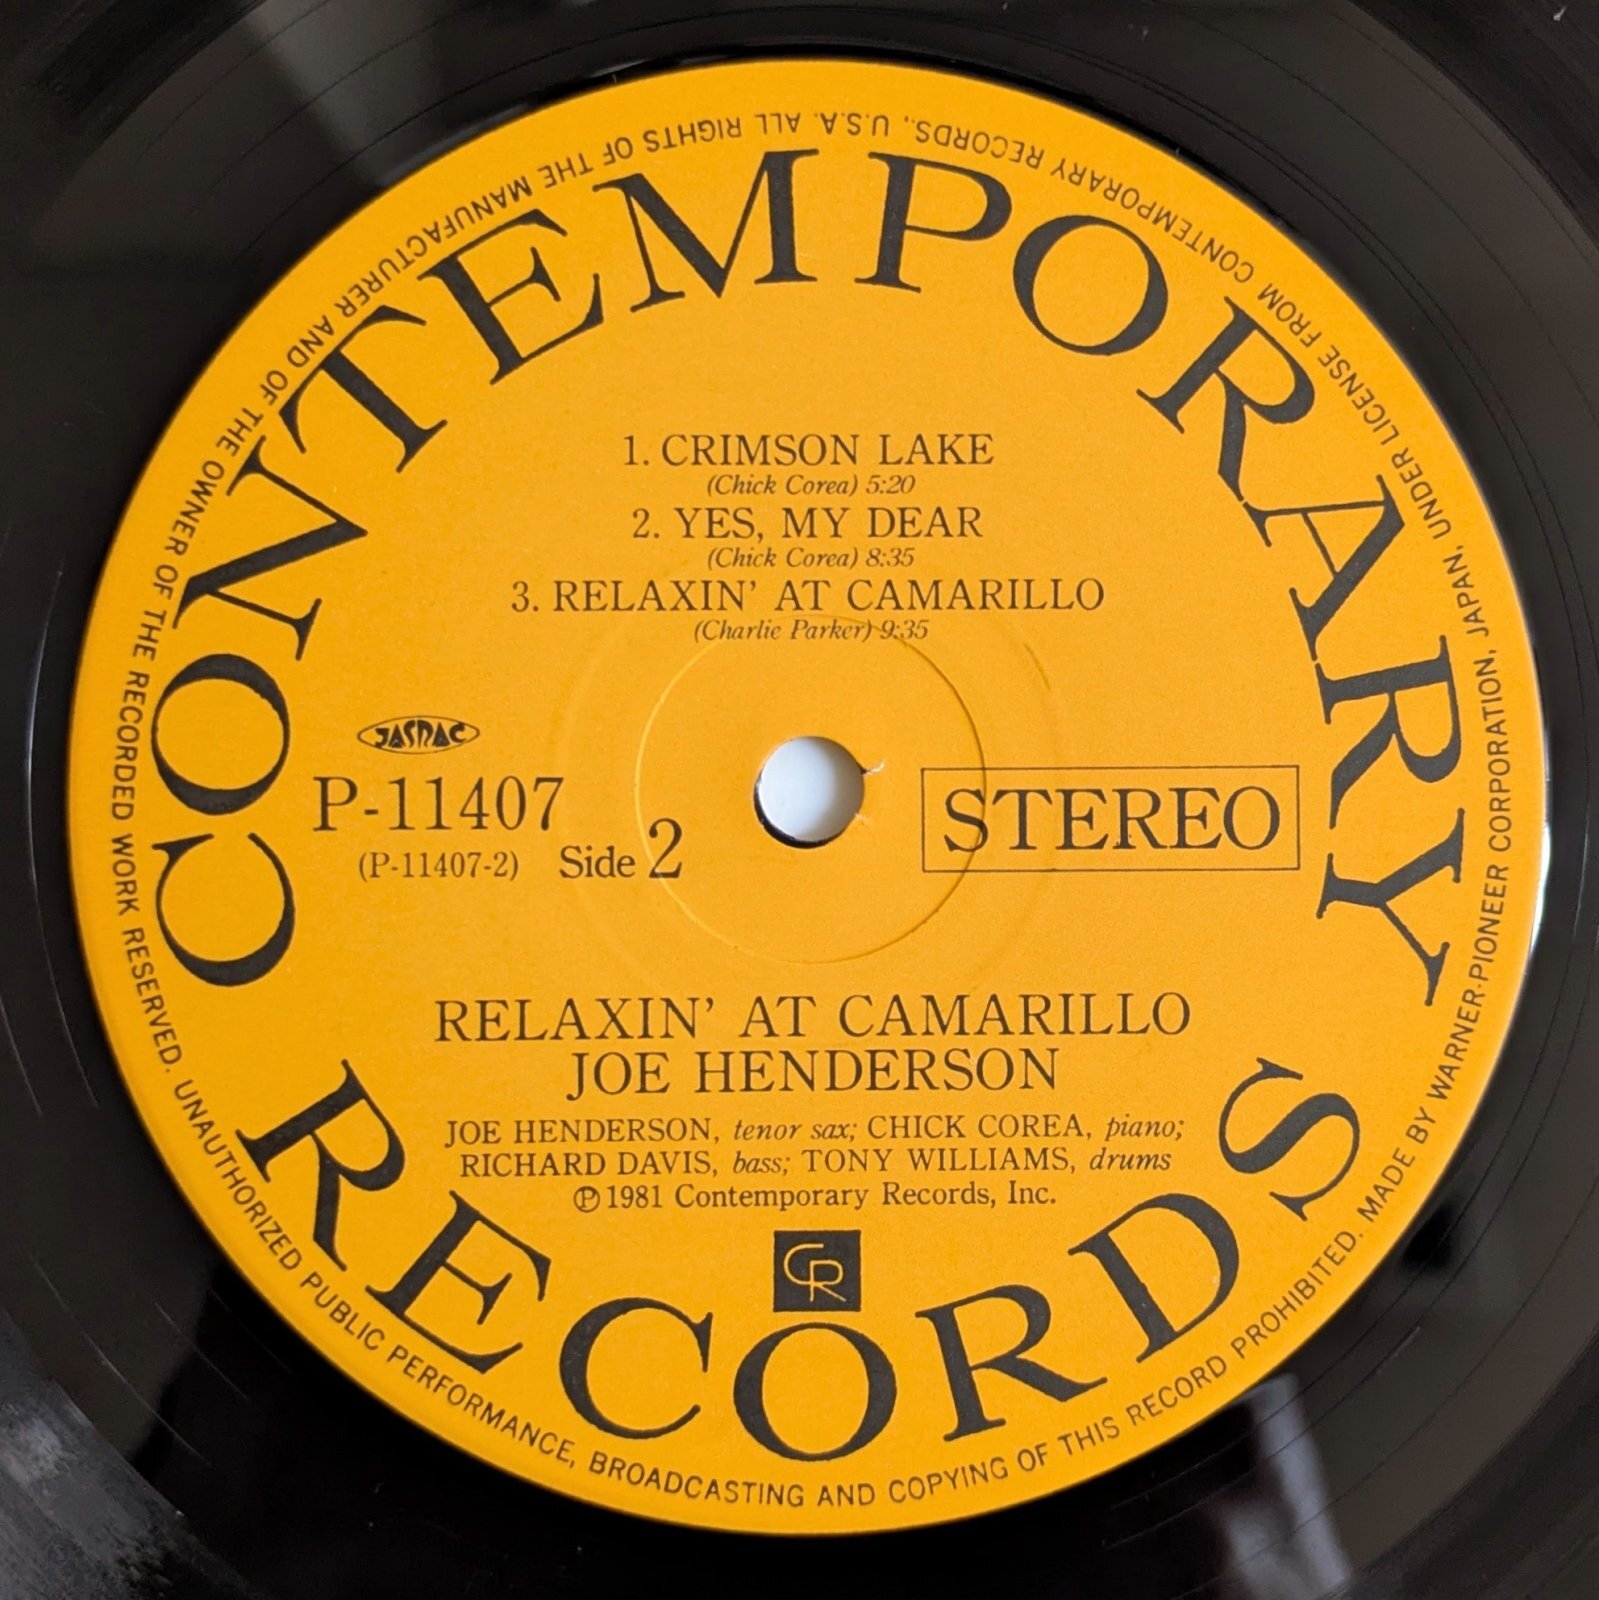 CONTEMPORARY
1. CRIMSON LAKE
(Chick Corea) 5:20
2. YES, MY DEAR
(Chick Corea) 8:35
3. RELAXIN' AT CAMARILLO
(Charlie Parker) 9:35
JASRAC
P-11407
(P-11407-2) Side 2
STEREO
RELAXIN' AT CAMARILLO
JOE HENDERSON
JOE HENDERSON, tenor sax; CHICK COREA, piano;
RICHARD DAVIS, bass; TONY WILLIAMS, drums
Ⓟ 1981 Contemporary Records, Inc.
CR
RECORDS
MADE BY WARNER-PIONEER CORPORATION, JAPAN, UNDER LICENSE FROM CONTEMPORARY RECORDS., U.S.A. ALL RIGHTS OF THE MANUFACTURER AND OF THE OWNER OF THE RECORDED WORK RESERVED. UNAUTHORIZED PUBLIC PERFORMANCE, BROADCASTING AND COPYING OF THIS RECORD PROHIBITED.